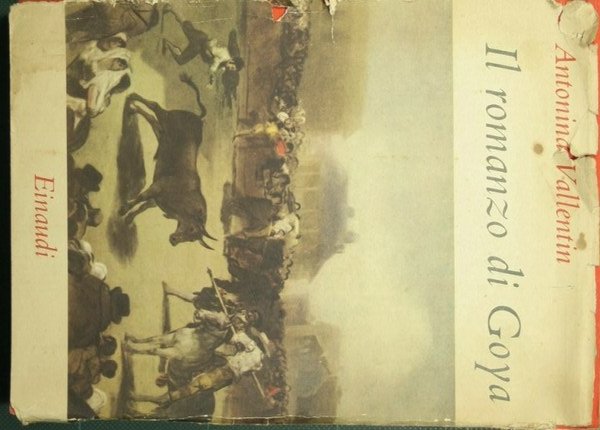 Antonina Vallentin
Il romanzo di Goya
Einaudi